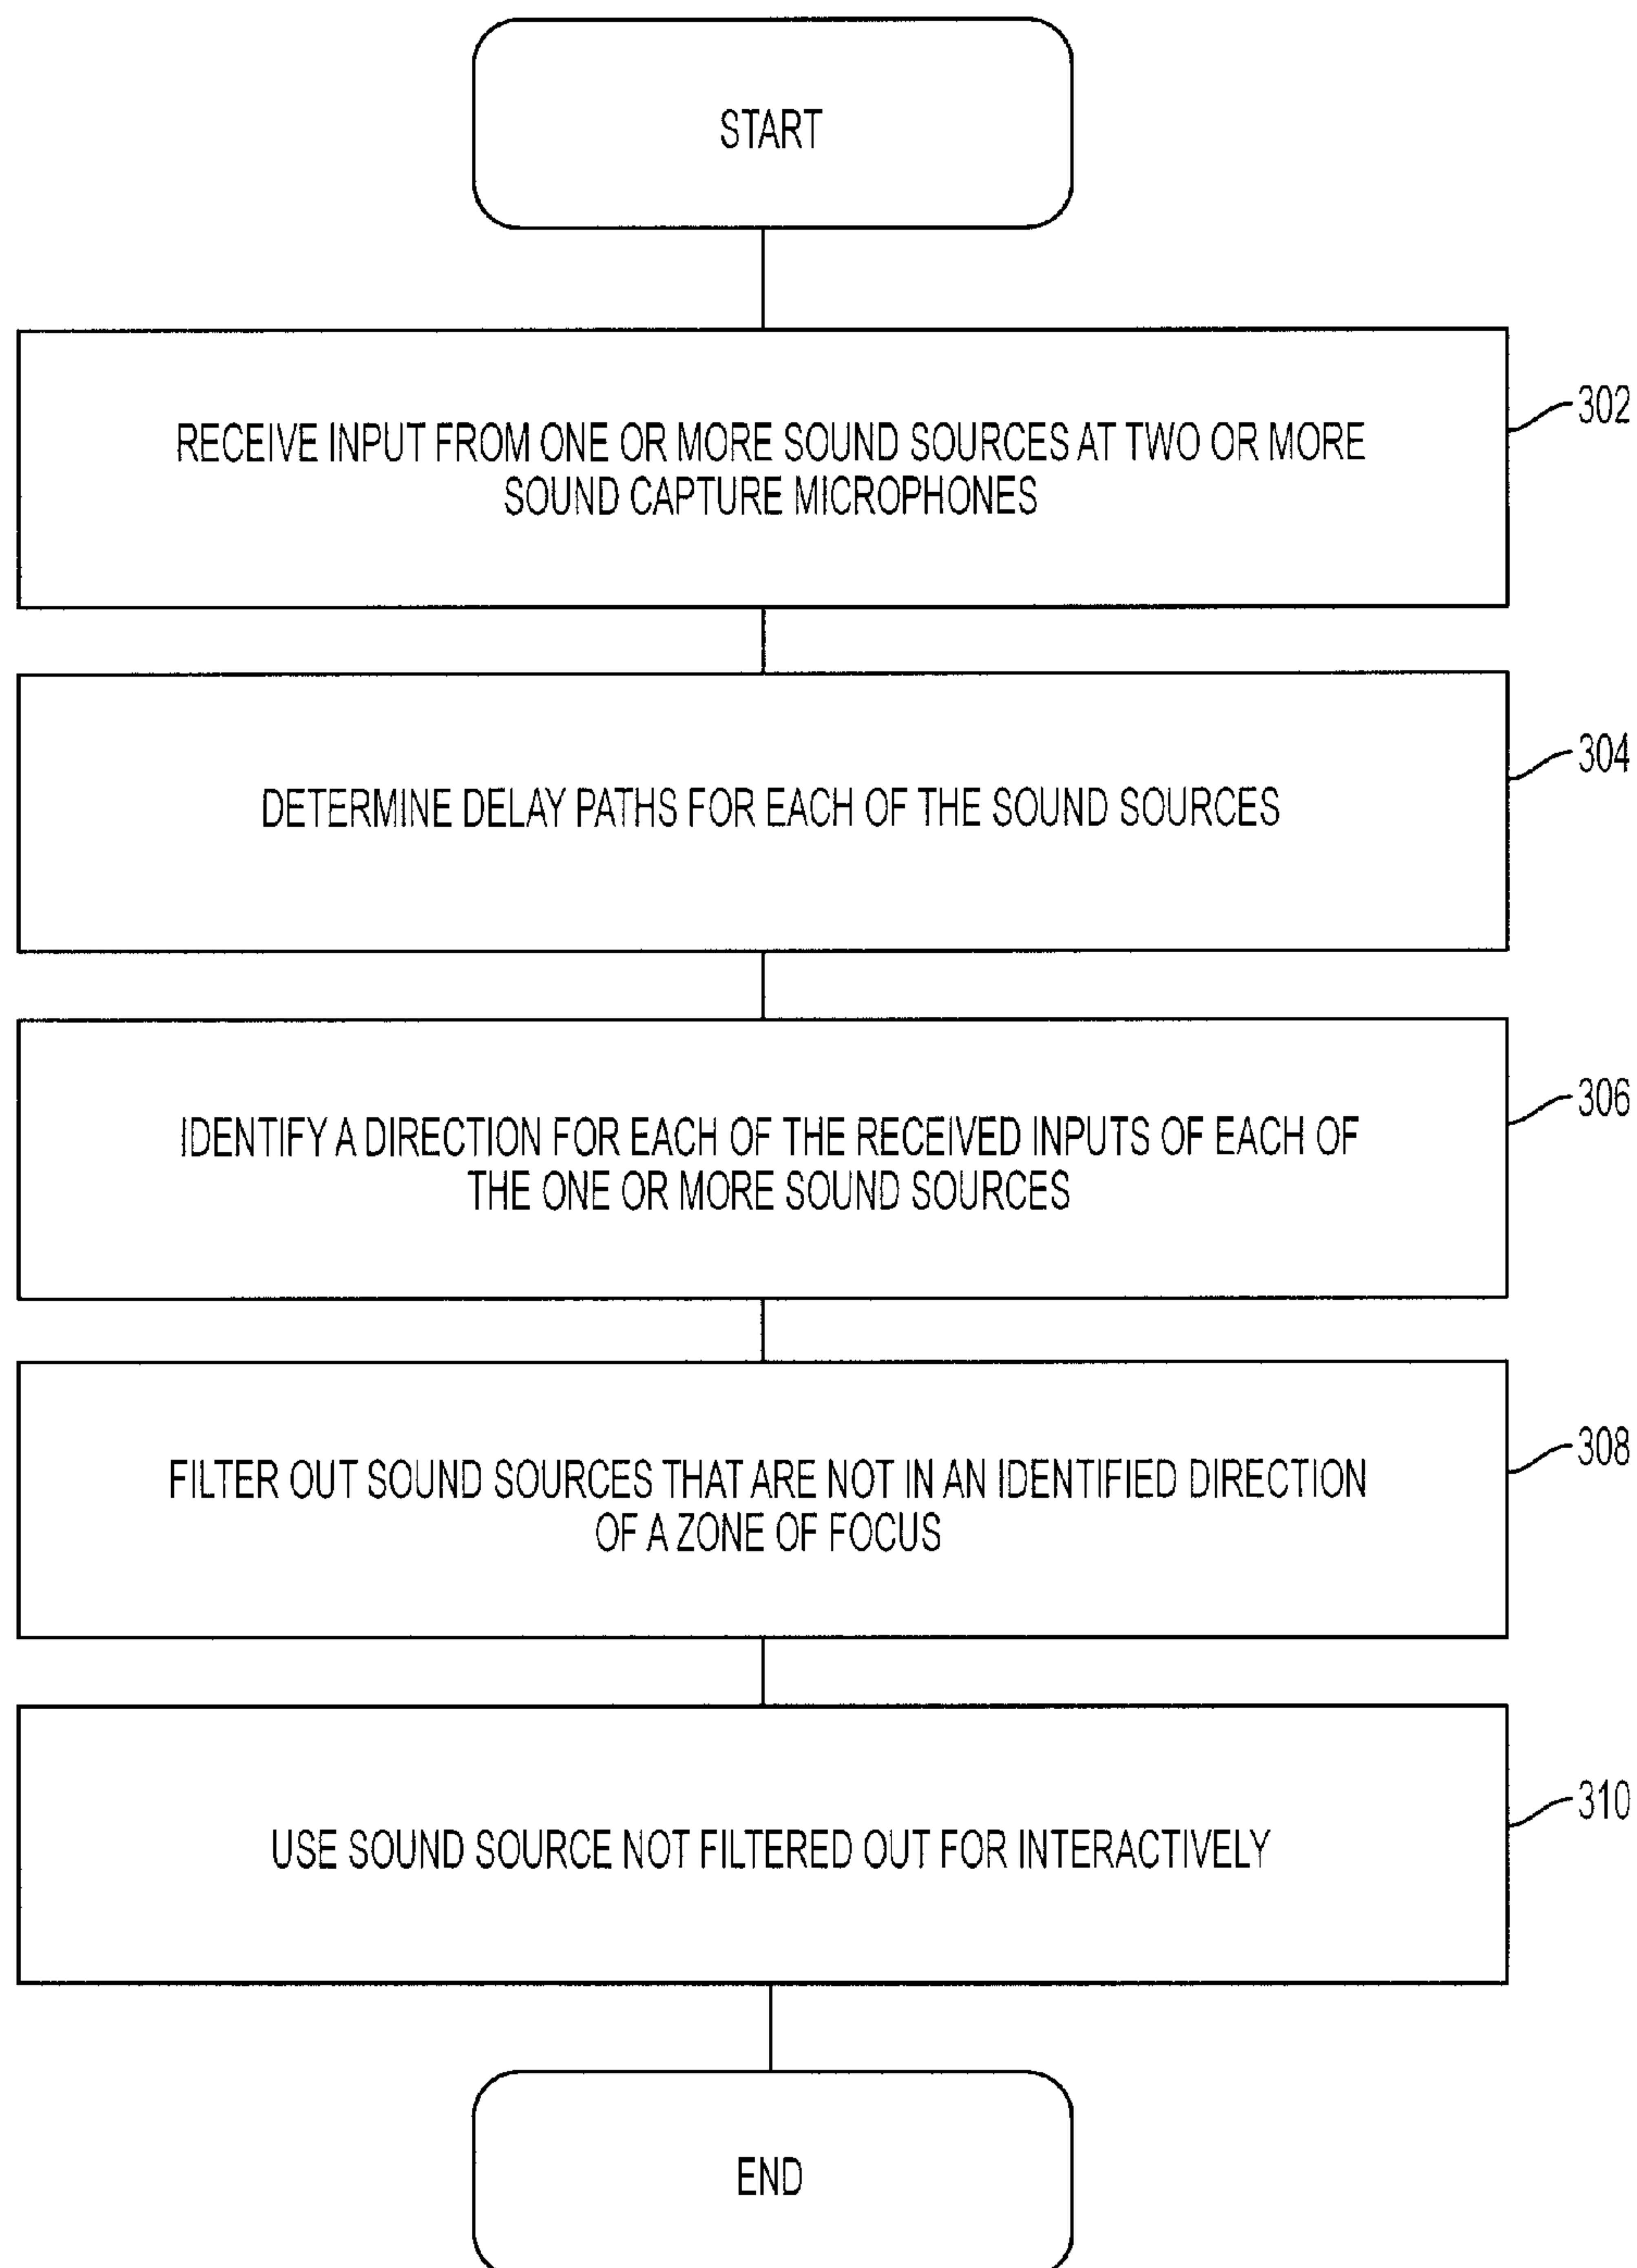 START
RECEIVE INPUT FROM ONE OR MORE SOUND SOURCES AT TWO OR MORE
SOUND CAPTURE MICROPHONES
302
DETERMINE DELAY PATHS FOR EACH OF THE SOUND SOURCES
304
IDENTIFY A DIRECTION FOR EACH OF THE RECEIVED INPUTS OF EACH OF
THE ONE OR MORE SOUND SOURCES
306
FILTER OUT SOUND SOURCES THAT ARE NOT IN AN IDENTIFIED DIRECTION
OF A ZONE OF FOCUS
308
USE SOUND SOURCE NOT FILTERED OUT FOR INTERACTIVELY
310
END